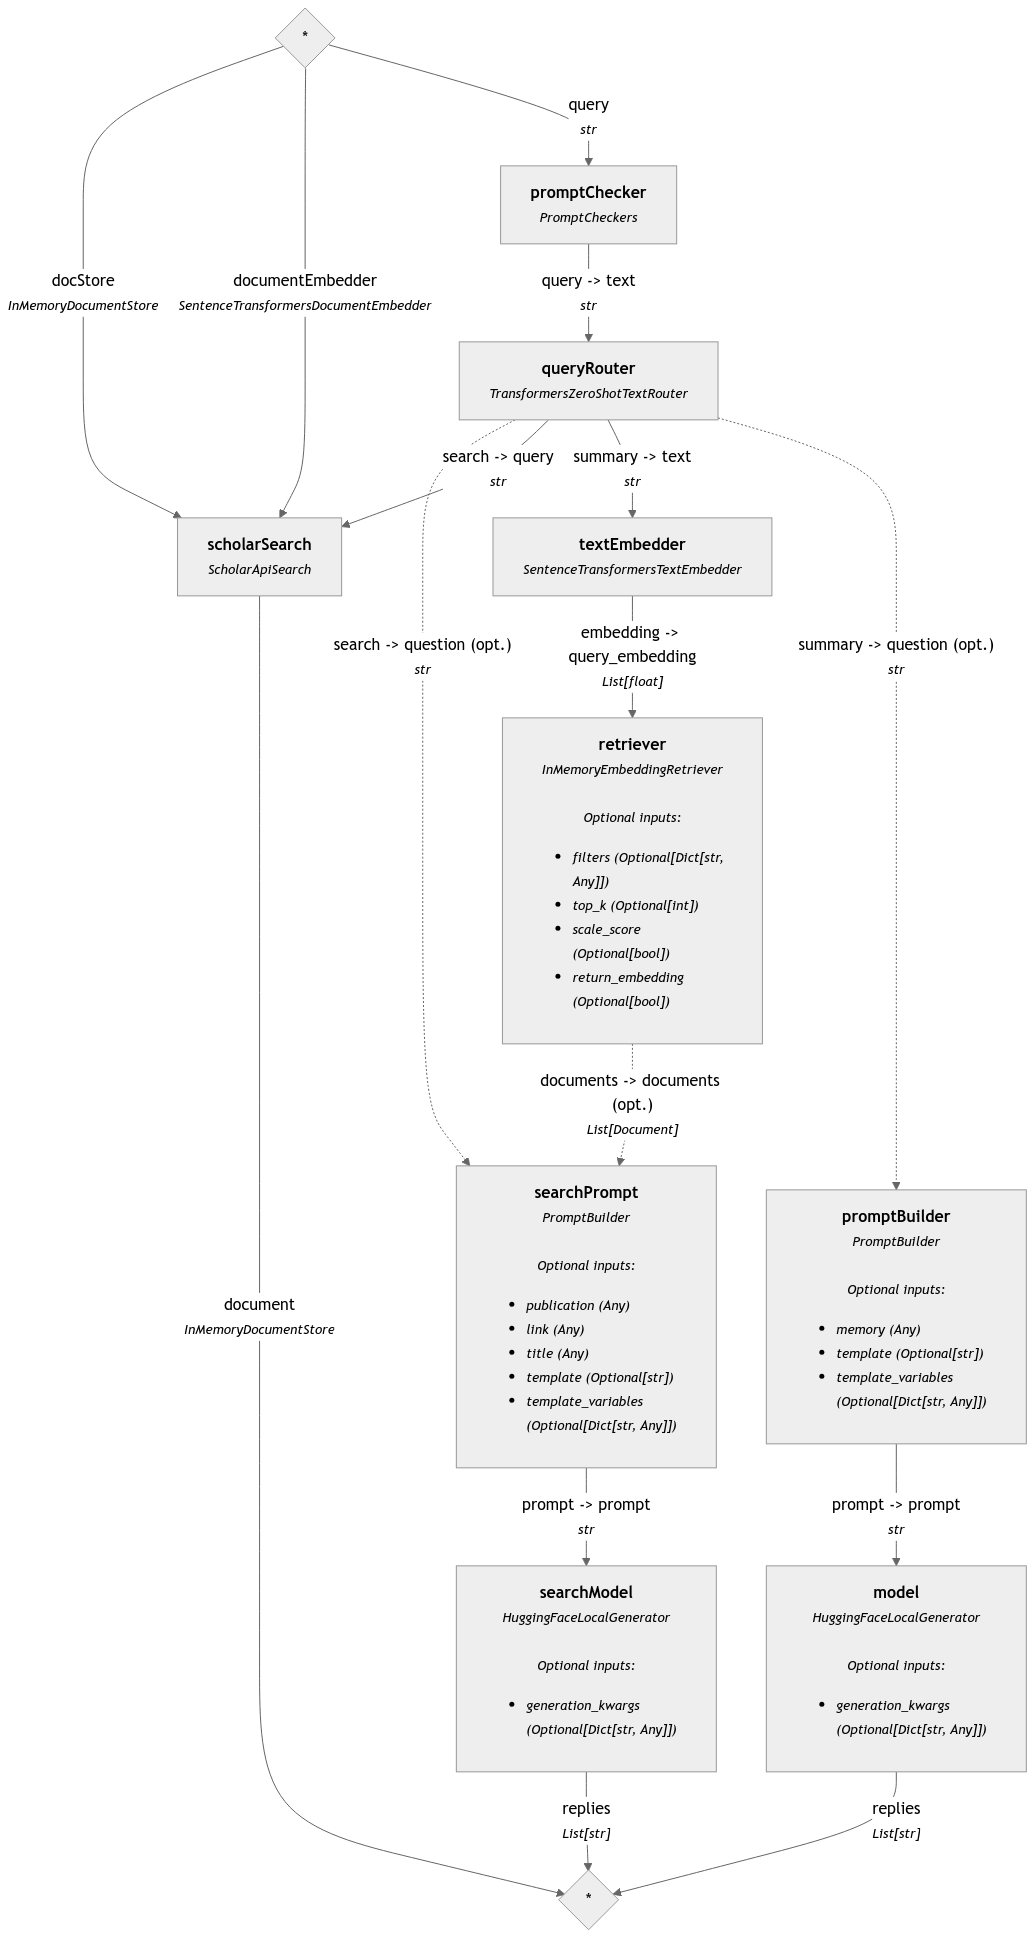 *
query
str
promptChecker
PromptCheckers
docStore
InMemoryDocumentStore
documentEmbedder
SentenceTransformersDocumentEmbedder
query -> text
str
queryRouter
TransformersZeroShotTextRouter
search -> query
str
summary -> text
str
scholarSearch
ScholarApiSearch
textEmbedder
SentenceTransformersTextEmbedder
search -> question (opt.)
str
embedding ->
query_embedding
List[float]
summary -> question (opt.)
str
retriever
InMemoryEmbeddingRetriever
Optional inputs:
• filters (Optional[Dict[str,
Any]])
• top_k (Optional[int])
• scale_score
(Optional[bool])
• return_embedding
(Optional[bool])
documents -> documents
(opt.)
List[Document]
searchPrompt
PromptBuilder
Optional inputs:
• publication (Any)
• link (Any)
• title (Any)
• template (Optional[str])
• template_variables
(Optional[Dict[str, Any]])
promptBuilder
PromptBuilder
Optional inputs:
• memory (Any)
• template (Optional[str])
• template_variables
(Optional[Dict[str, Any]])
document
InMemoryDocumentStore
prompt -> prompt
str
prompt -> prompt
str
searchModel
HuggingFaceLocalGenerator
Optional inputs:
• generation_kwargs
(Optional[Dict[str, Any]])
model
HuggingFaceLocalGenerator
Optional inputs:
• generation_kwargs
(Optional[Dict[str, Any]])
replies
List[str]
replies
List[str]
*